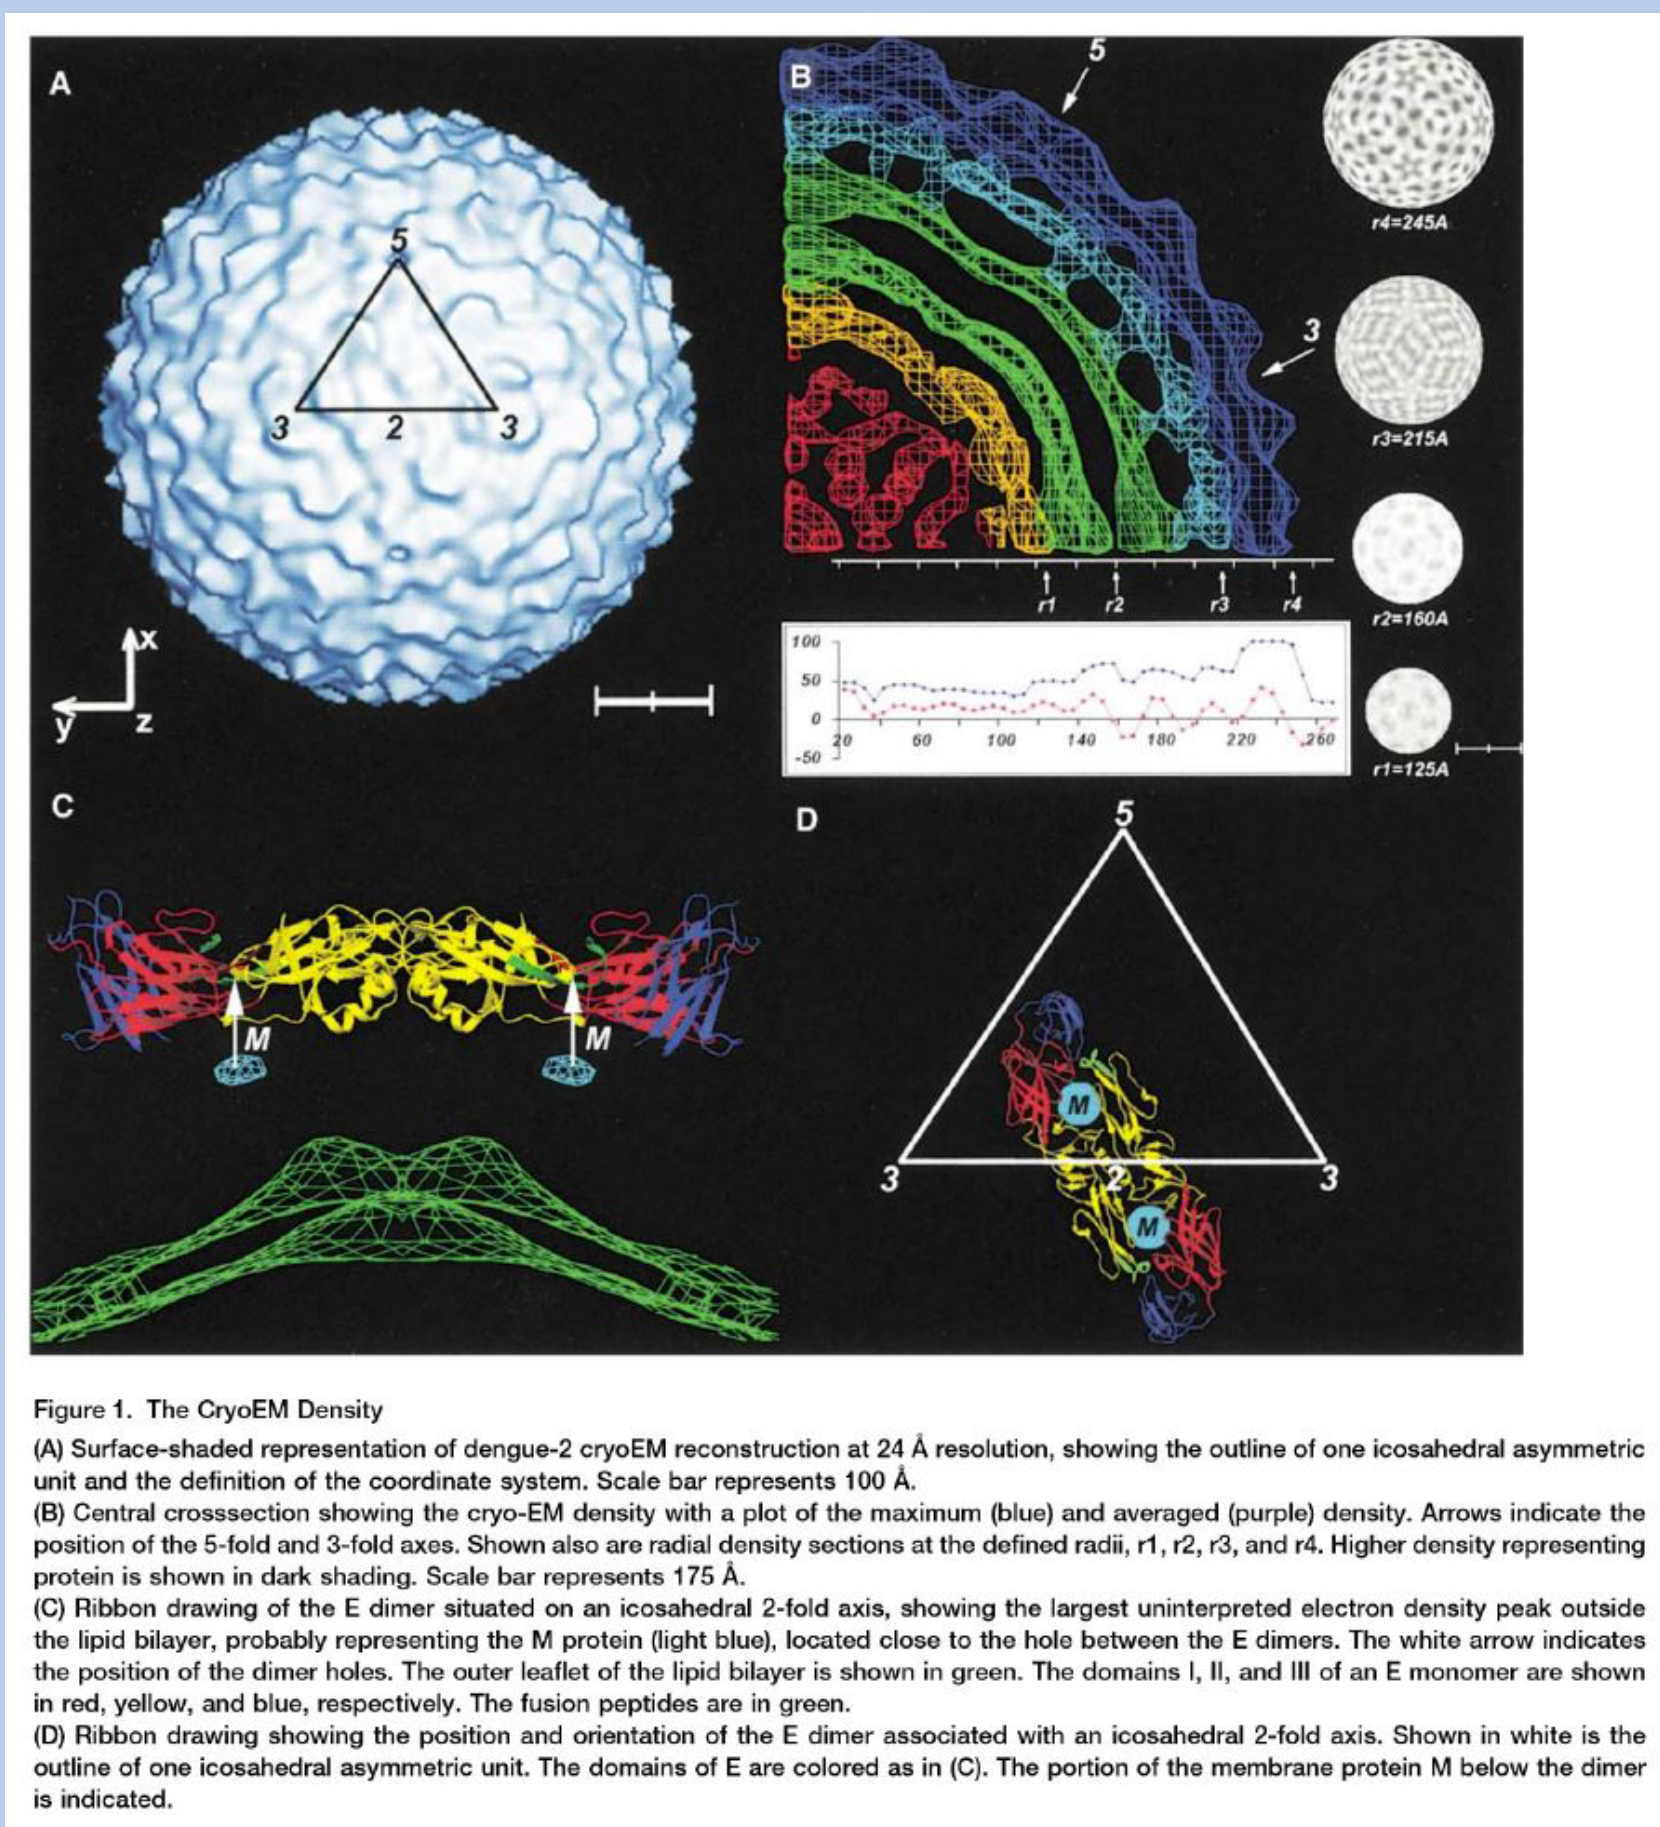 A
5
3 2 3
x
y z
B
5
3
r1 r2 r3 r4
100
50
0
-50
20 60 100 140 180 220 260
r4=245A
r3=215A
r2=160A
r1=125A
C
M M
D
5
M
3 2 3
M
Figure 1. The CryoEM Density
(A) Surface-shaded representation of dengue-2 cryoEM reconstruction at 24 Å resolution, showing the outline of one icosahedral asymmetric
unit and the definition of the coordinate system. Scale bar represents 100 Å.
(B) Central crosssection showing the cryo-EM density with a plot of the maximum (blue) and averaged (purple) density. Arrows indicate the
position of the 5-fold and 3-fold axes. Shown also are radial density sections at the defined radii, r1, r2, r3, and r4. Higher density representing
protein is shown in dark shading. Scale bar represents 175 Å.
(C) Ribbon drawing of the E dimer situated on an icosahedral 2-fold axis, showing the largest uninterpreted electron density peak outside
the lipid bilayer, probably representing the M protein (light blue), located close to the hole between the E dimers. The white arrow indicates
the position of the dimer holes. The outer leaflet of the lipid bilayer is shown in green. The domains I, II, and III of an E monomer are shown
in red, yellow, and blue, respectively. The fusion peptides are in green.
(D) Ribbon drawing showing the position and orientation of the E dimer associated with an icosahedral 2-fold axis. Shown in white is the
outline of one icosahedral asymmetric unit. The domains of E are colored as in (C). The portion of the membrane protein M below the dimer
is indicated.